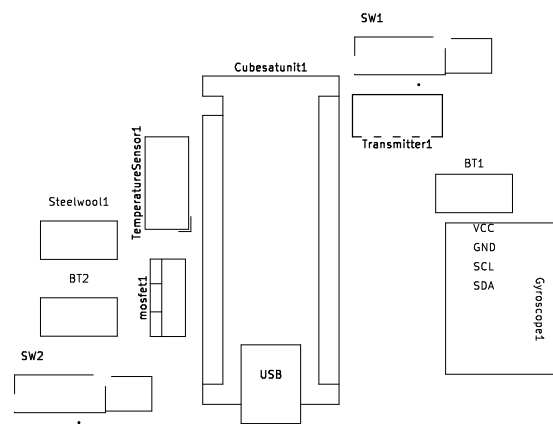 SW1
Cubesatunit1
Transmitter1
TemperatureSensor1
BT1
Steelwool1
VCC
GND
SCL
SDA
Gyroscope1
BT2
mosfet1
SW2
USB